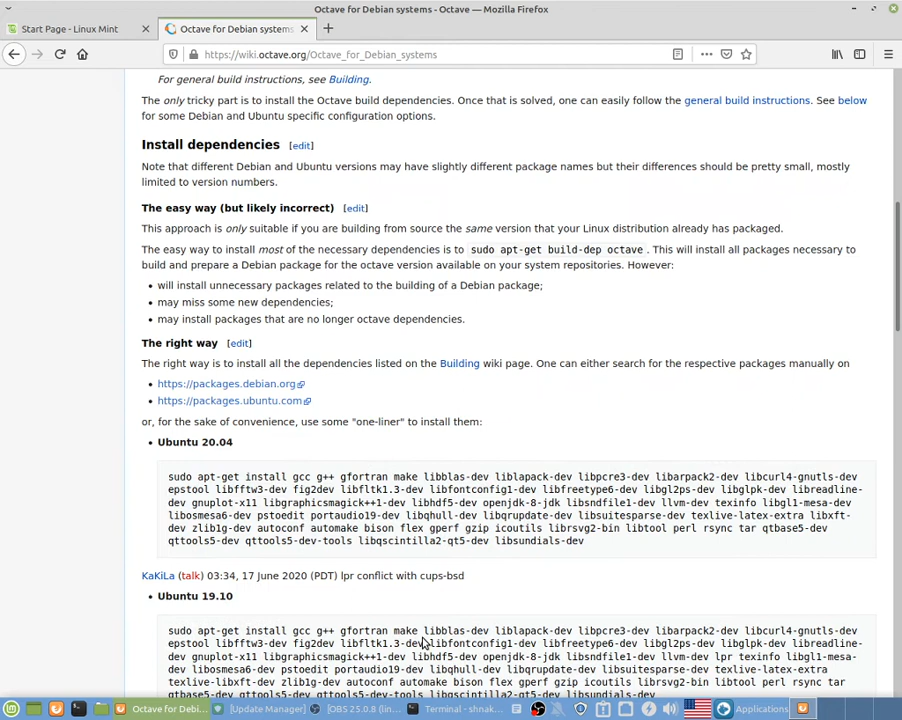 Octave for Debian systems - Octave — Mozilla Firefox
Start Page - Linux Mint
Octave for Debian systems
https://wiki.octave.org/Octave_for_Debian_systems
For general build instructions, see Building.
The only tricky part is to install the Octave build dependencies. Once that is solved, one can easily follow the general build instructions. See below
for some Debian and Ubuntu specific configuration options.
Install dependencies [edit]
Note that different Debian and Ubuntu versions may have slightly different package names but their differences should be pretty small, mostly
limited to version numbers.
The easy way (but likely incorrect) [edit]
This approach is only suitable if you are building from source the same version that your Linux distribution already has packaged.
The easy way to install most of the necessary dependencies is to sudo apt-get build-dep octave. This will install all packages necessary to
build and prepare a Debian package for the octave version available on your system repositories. However:
• will install unnecessary packages related to the building of a Debian package;
• may miss some new dependencies;
• may install packages that are no longer octave dependencies.
The right way [edit]
The right way is to install all the dependencies listed on the Building wiki page. One can either search for the respective packages manually on
• https://packages.debian.org
• https://packages.ubuntu.com
or, for the sake of convenience, use some "one-liner" to install them:
• Ubuntu 20.04
sudo apt-get install gcc g++ gfortran make libblas-dev liblapack-dev libpcre3-dev libarpack2-dev libcurl4-gnutls-dev
epstool libfftw3-dev fig2dev libfltk1.3-dev libfontconfig1-dev libfreetype6-dev libgl2ps-dev libglpk-dev libreadline-
dev gnuplot-x11 libgraphicsmagick++1-dev libhdf5-dev openjdk-8-jdk libsndfile1-dev llvm-dev texinfo libgl1-mesa-dev
libosmesa6-dev pstoedit portaudio19-dev libqhull-dev libqrupdate-dev libsuitesparse-dev texlive-latex-extra libxft-
dev zlib1g-dev autoconf automake bison flex gperf gzip icoutils librsvg2-bin libtool perl rsync tar qtbase5-dev
qttools5-dev qttools5-dev-tools libqscintilla2-qt5-dev libsundials-dev
KaKiLa (talk) 03:34, 17 June 2020 (PDT) lpr conflict with cups-bsd
• Ubuntu 19.10
sudo apt-get install gcc g++ gfortran make libblas-dev liblapack-dev libpcre3-dev libarpack2-dev libcurl4-gnutls-dev
epstool libfftw3-dev fig2dev libfltk1.3-dev libfontconfig1-dev libfreetype6-dev libgl2ps-dev libglpk-dev libreadline-
dev gnuplot-x11 libgraphicsmagick++1-dev libhdf5-dev openjdk-8-jdk libsndfile1-dev llvm-dev lpr texinfo libgl1-mesa-
dev libosmesa6-dev pstoedit portaudio19-dev libqhull-dev libqrupdate-dev libsuitesparse-dev texlive-latex-extra
libxft-dev zlib1g-dev autoconf automake bison flex gperf gzip icoutils librsvg2-bin libtool perl rsync tar
qtbase5-dev qttools5-dev qttools5-dev-tools libqscintilla2-qt5-dev libsundials-dev
Octave for Debi... [Update Manager] [OBS 25.0.8 (lin... Terminal - shnak... Applications